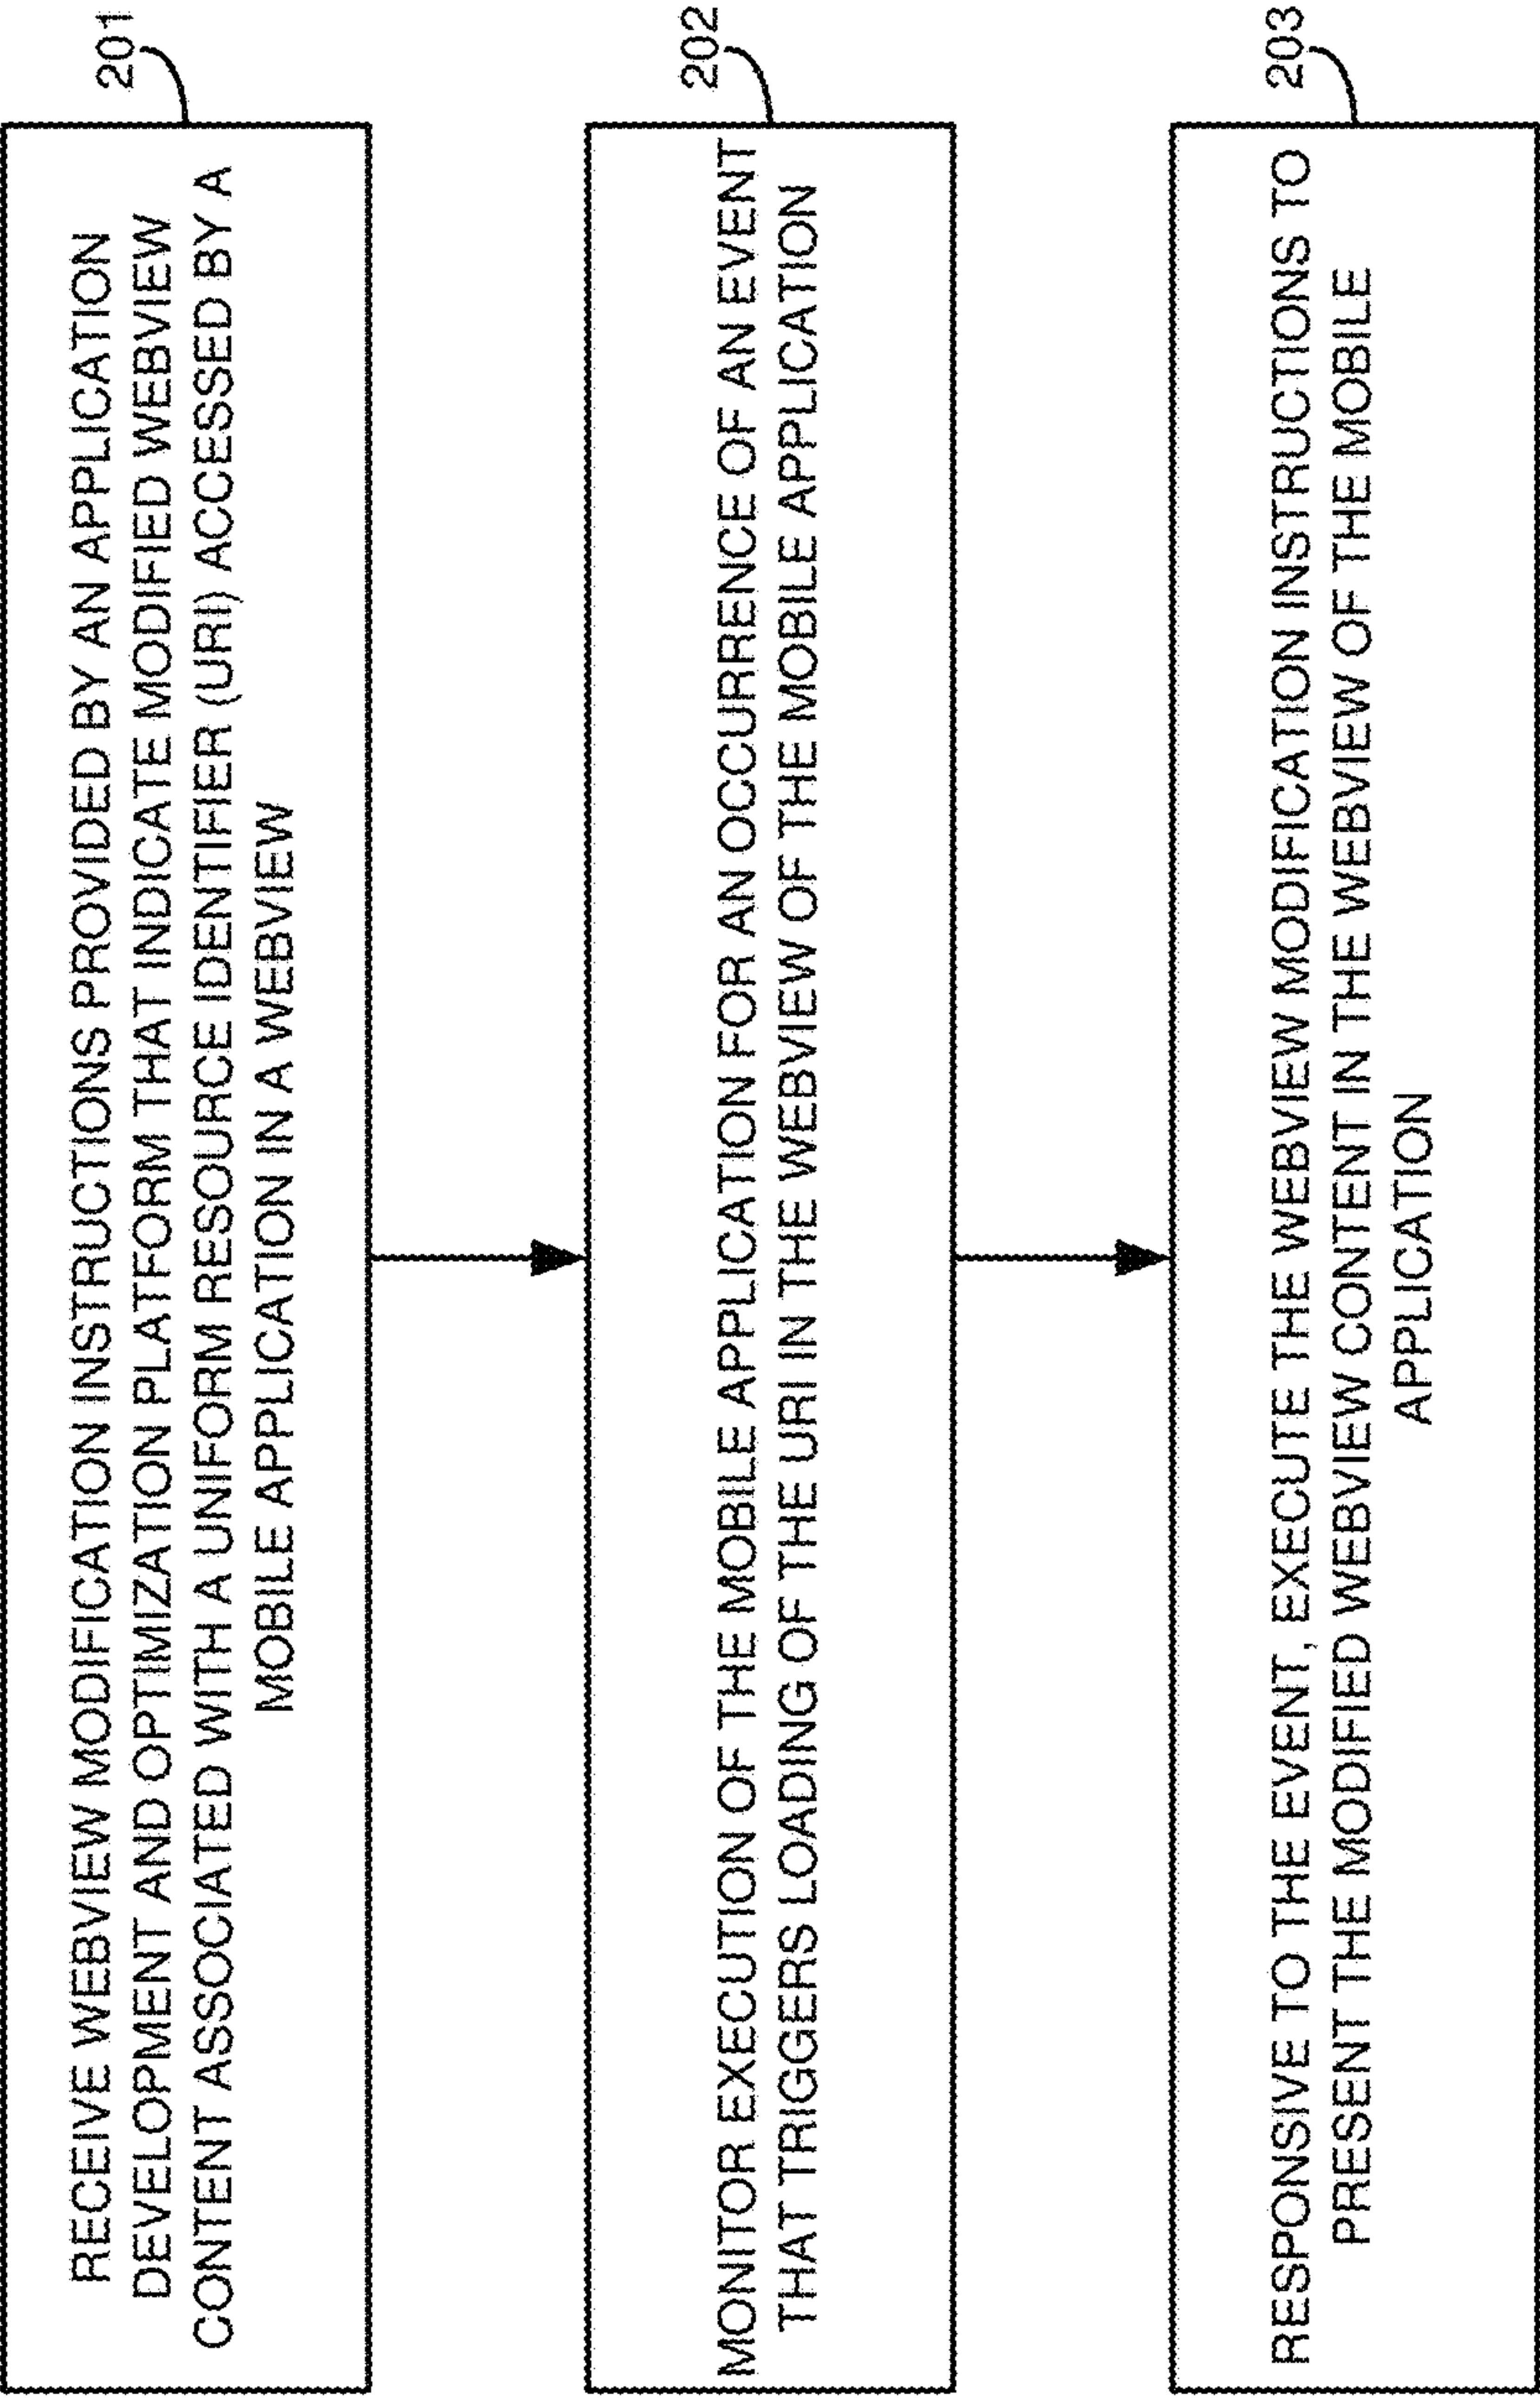 201
RECEIVE WEBVIEW MODIFICATION INSTRUCTIONS PROVIDED BY AN APPLICATION
DEVELOPMENT AND OPTIMIZATION PLATFORM THAT INDICATE MODIFIED WEBVIEW
CONTENT ASSOCIATED WITH A UNIFORM RESOURCE IDENTIFIER (URI) ACCESSED BY A
MOBILE APPLICATION IN A WEBVIEW
202
MONITOR EXECUTION OF THE MOBILE APPLICATION FOR AN OCCURRENCE OF AN EVENT
THAT TRIGGERS LOADING OF THE URI IN THE WEBVIEW OF THE MOBILE APPLICATION
203
RESPONSIVE TO THE EVENT, EXECUTE THE WEBVIEW MODIFICATION INSTRUCTIONS TO
PRESENT THE MODIFIED WEBVIEW CONTENT IN THE WEBVIEW OF THE MOBILE
APPLICATION